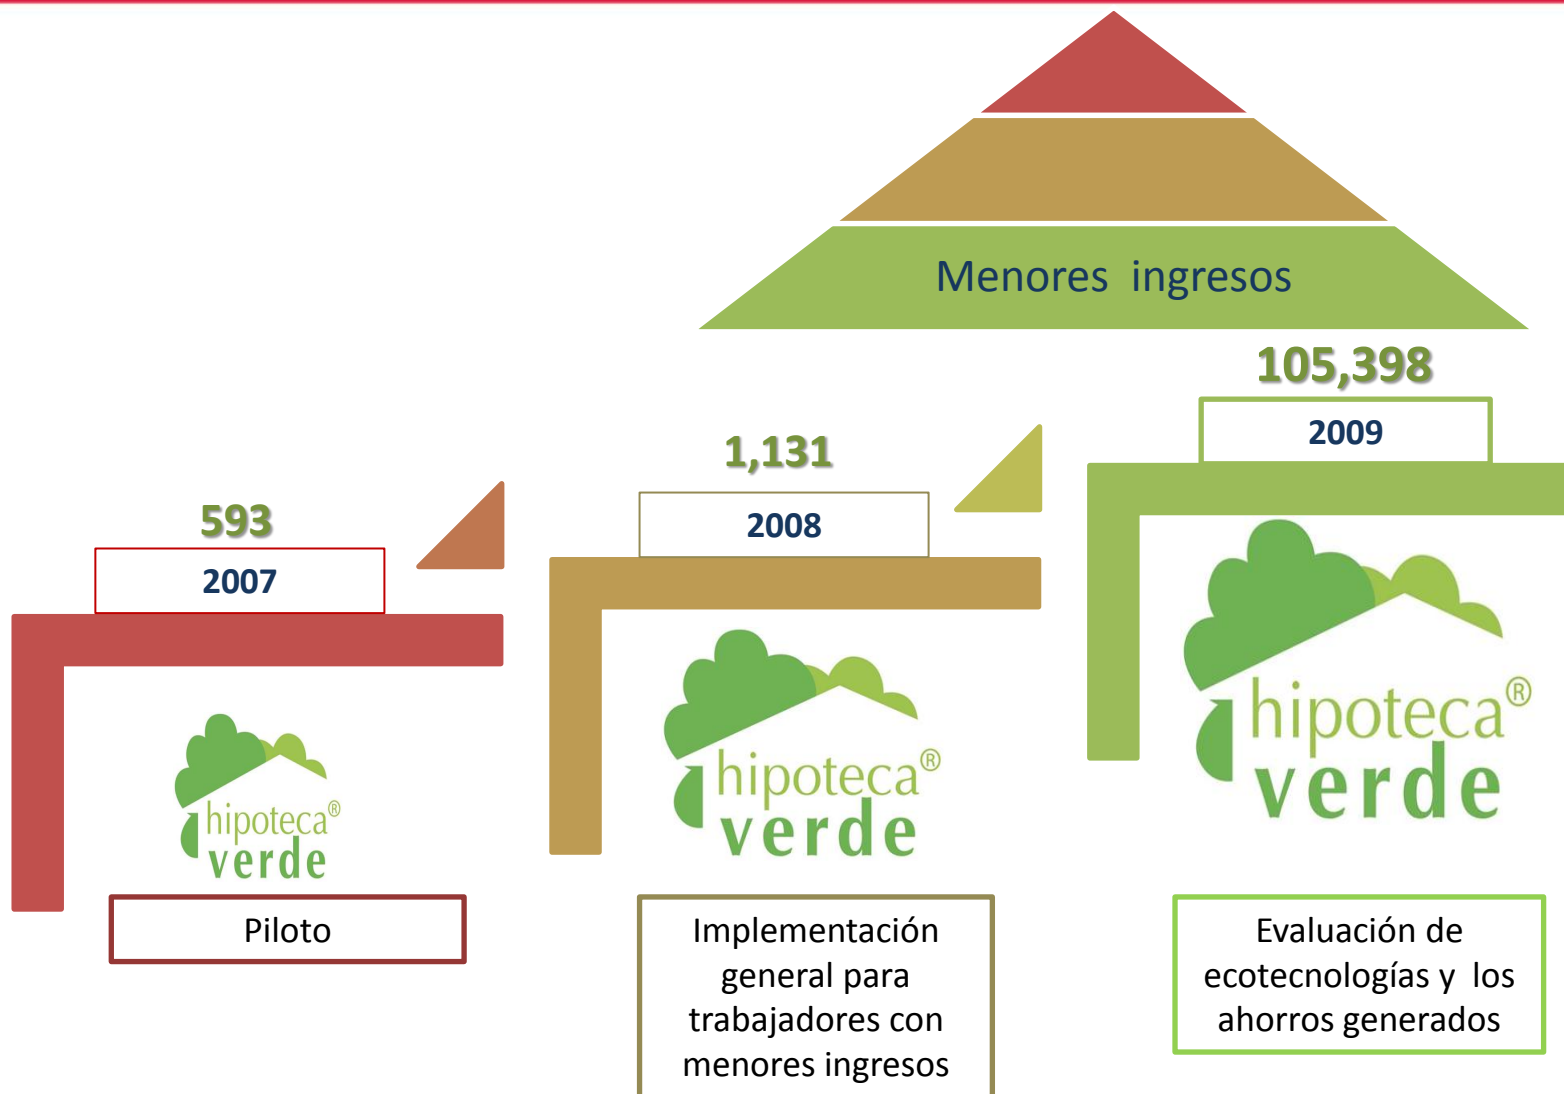 Menores ingresos
105,398
2009
1,131
2008
593
2007
hipoteca®
verde
hipoteca®
verde
hipoteca®
verde
Piloto
Implementación
general para
trabajadores con
menores ingresos
Evaluación de
ecotecnologías y los
ahorros generados